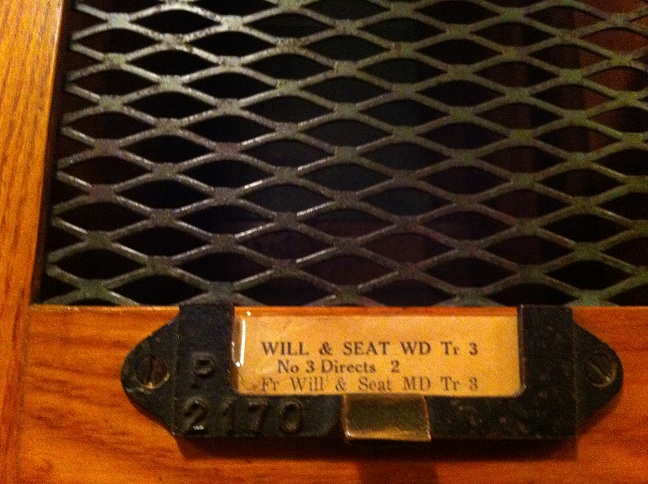 WILL & SEAT WD Tr 3
No 3 Directs 2
Fr Will & Seat MD Tr 3
P
2170